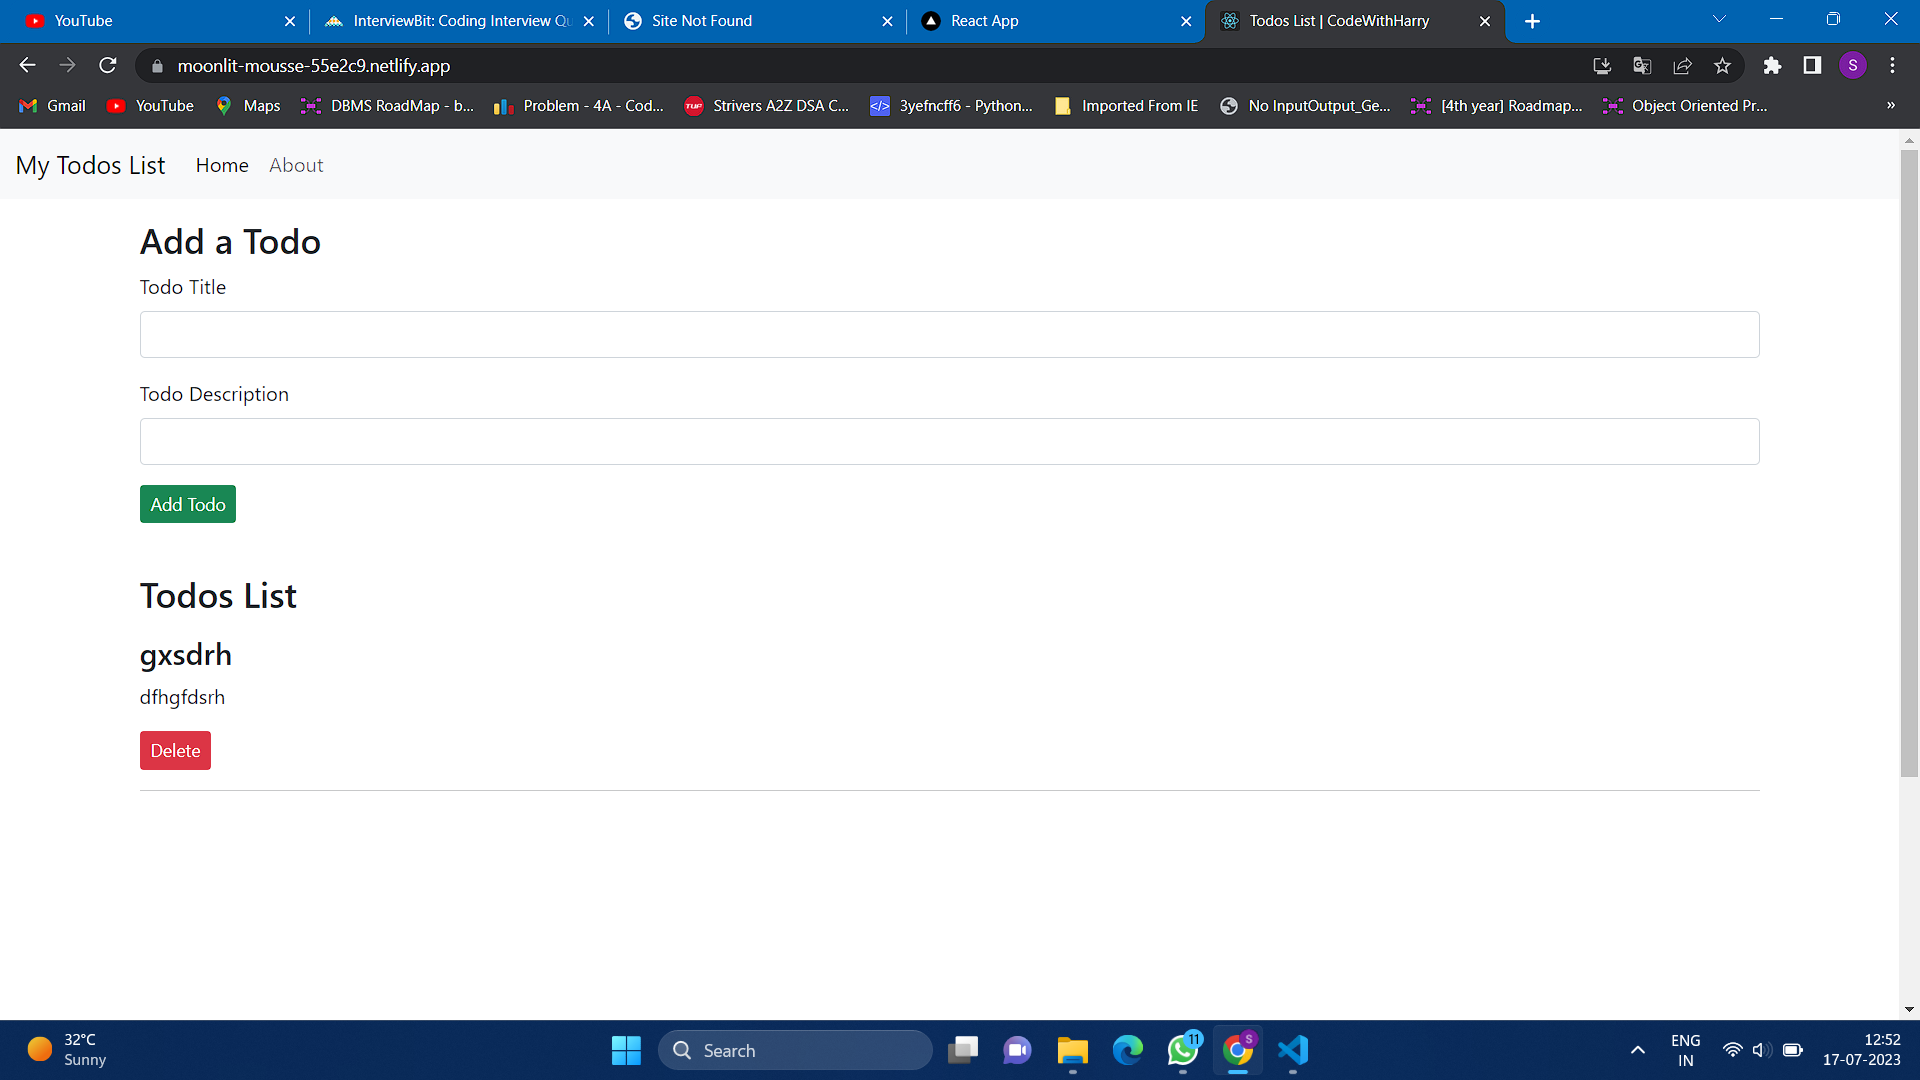 YouTube
InterviewBit: Coding Interview Qu
Site Not Found
React App
Todos List | CodeWithHarry
moonlit-mousse-55e2c9.netlify.app
S
Gmail
YouTube
Maps
DBMS RoadMap - b...
Problem - 4A - Cod...
TUF
Strivers A2Z DSA C...
</>
3yefncff6 - Python...
Imported From IE
No InputOutput_Ge...
[4th year] Roadmap...
Object Oriented Pr...
»
My Todos List
Home
About
Add a Todo
Todo Title
Todo Description
Add Todo
Todos List
gxsdrh
dfhgfdsrh
Delete
32°C
Sunny
Search
11
S
ENG
IN
12:52
17-07-2023